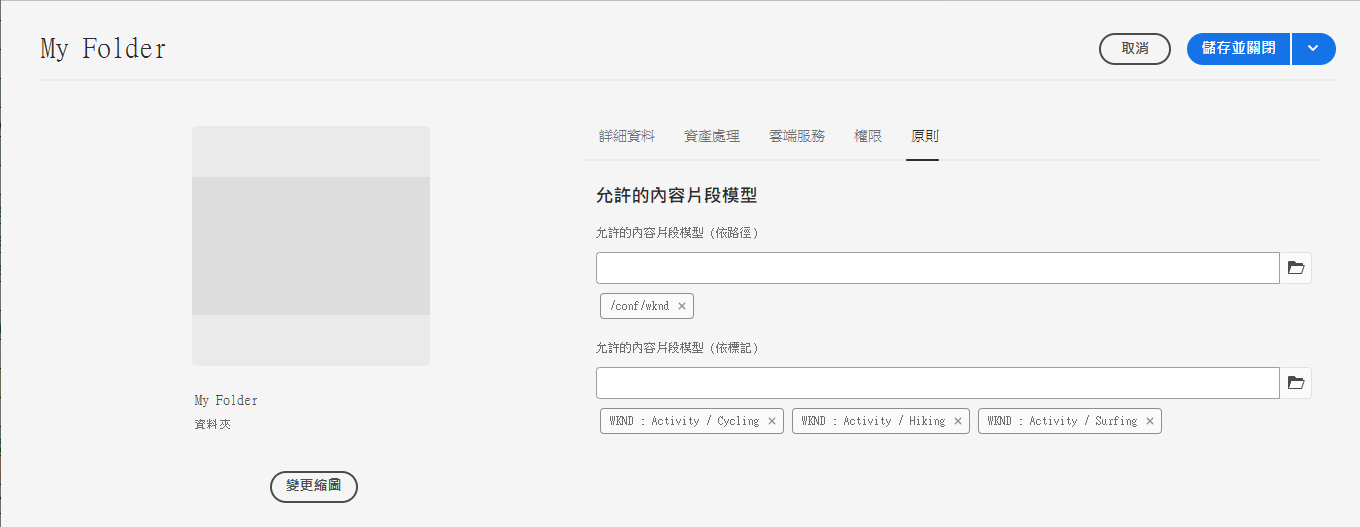 My Folder
取消
儲存並關閉
詳細資料 資產處理 雲端服務 權限 原則
允許的內容片段模型
允許的內容片段模型 (依路徑)
/conf/wknd ×
允許的內容片段模型 (依標記)
WKND : Activity / Cycling × WKND : Activity / Hiking × WKND : Activity / Surfing ×
My Folder
資料夾
變更縮圖